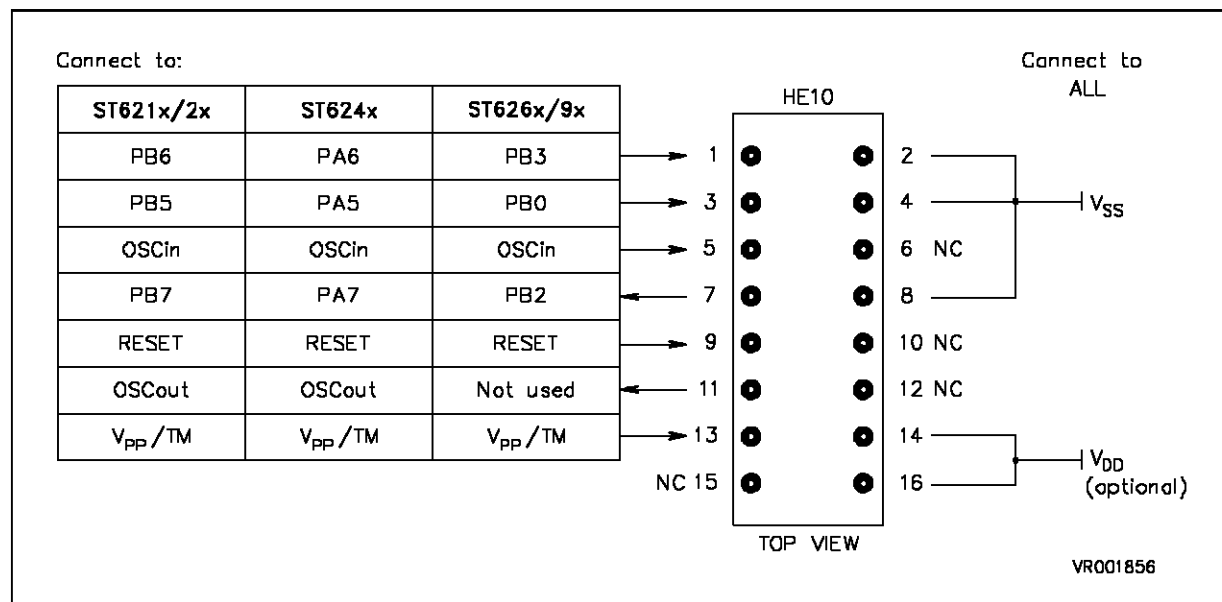 Connect to:
Connect to
ALL
ST621x/2x ST624x ST626x/9x
HE10
PB6 PA6 PB3 1 2
PB5 PA5 PB0 3 4 VSS
OSCin OSCin OSCin 5 6 NC
PB7 PA7 PB2 7 8
RESET RESET RESET 9 10 NC
OSCout OSCout Not used 11 12 NC
VPP/TM VPP/TM VPP/TM 13 14
VDD
(optional)
NC 15 16
TOP VIEW
VR001856